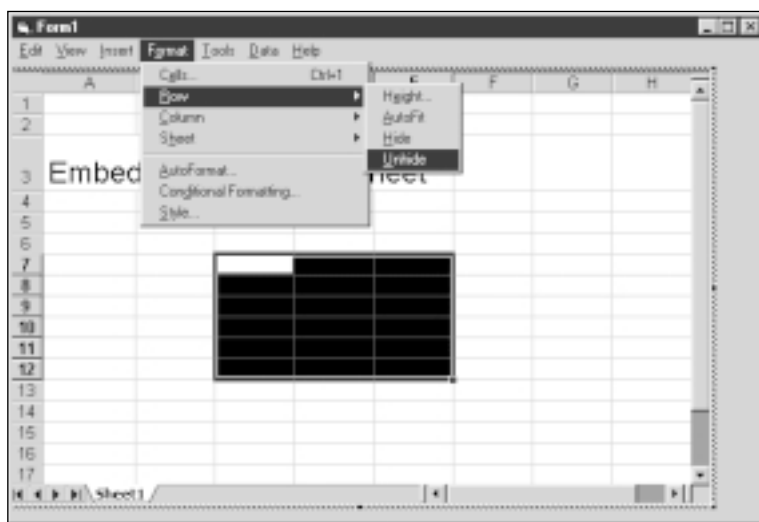 Form1
Edit View Insert Format Tools Data Help
Cells... Ctrl+1
Row
Column
Sheet
AutoFormat...
Conditional Formatting...
Style...
Height...
AutoFit
Hide
Unhide
A E F G H
1
2
3 Embed heet
4
5
6
7
8
9
10
11
12
13
14
15
16
17
Sheet1